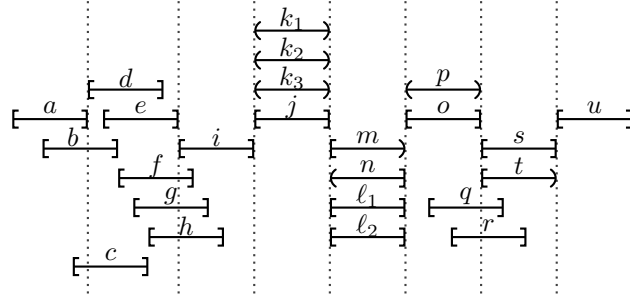 k₁
k₂
d k₃ p
a e j o u
b i m s
f n t
g ℓ₁ q
h ℓ₂ r
c